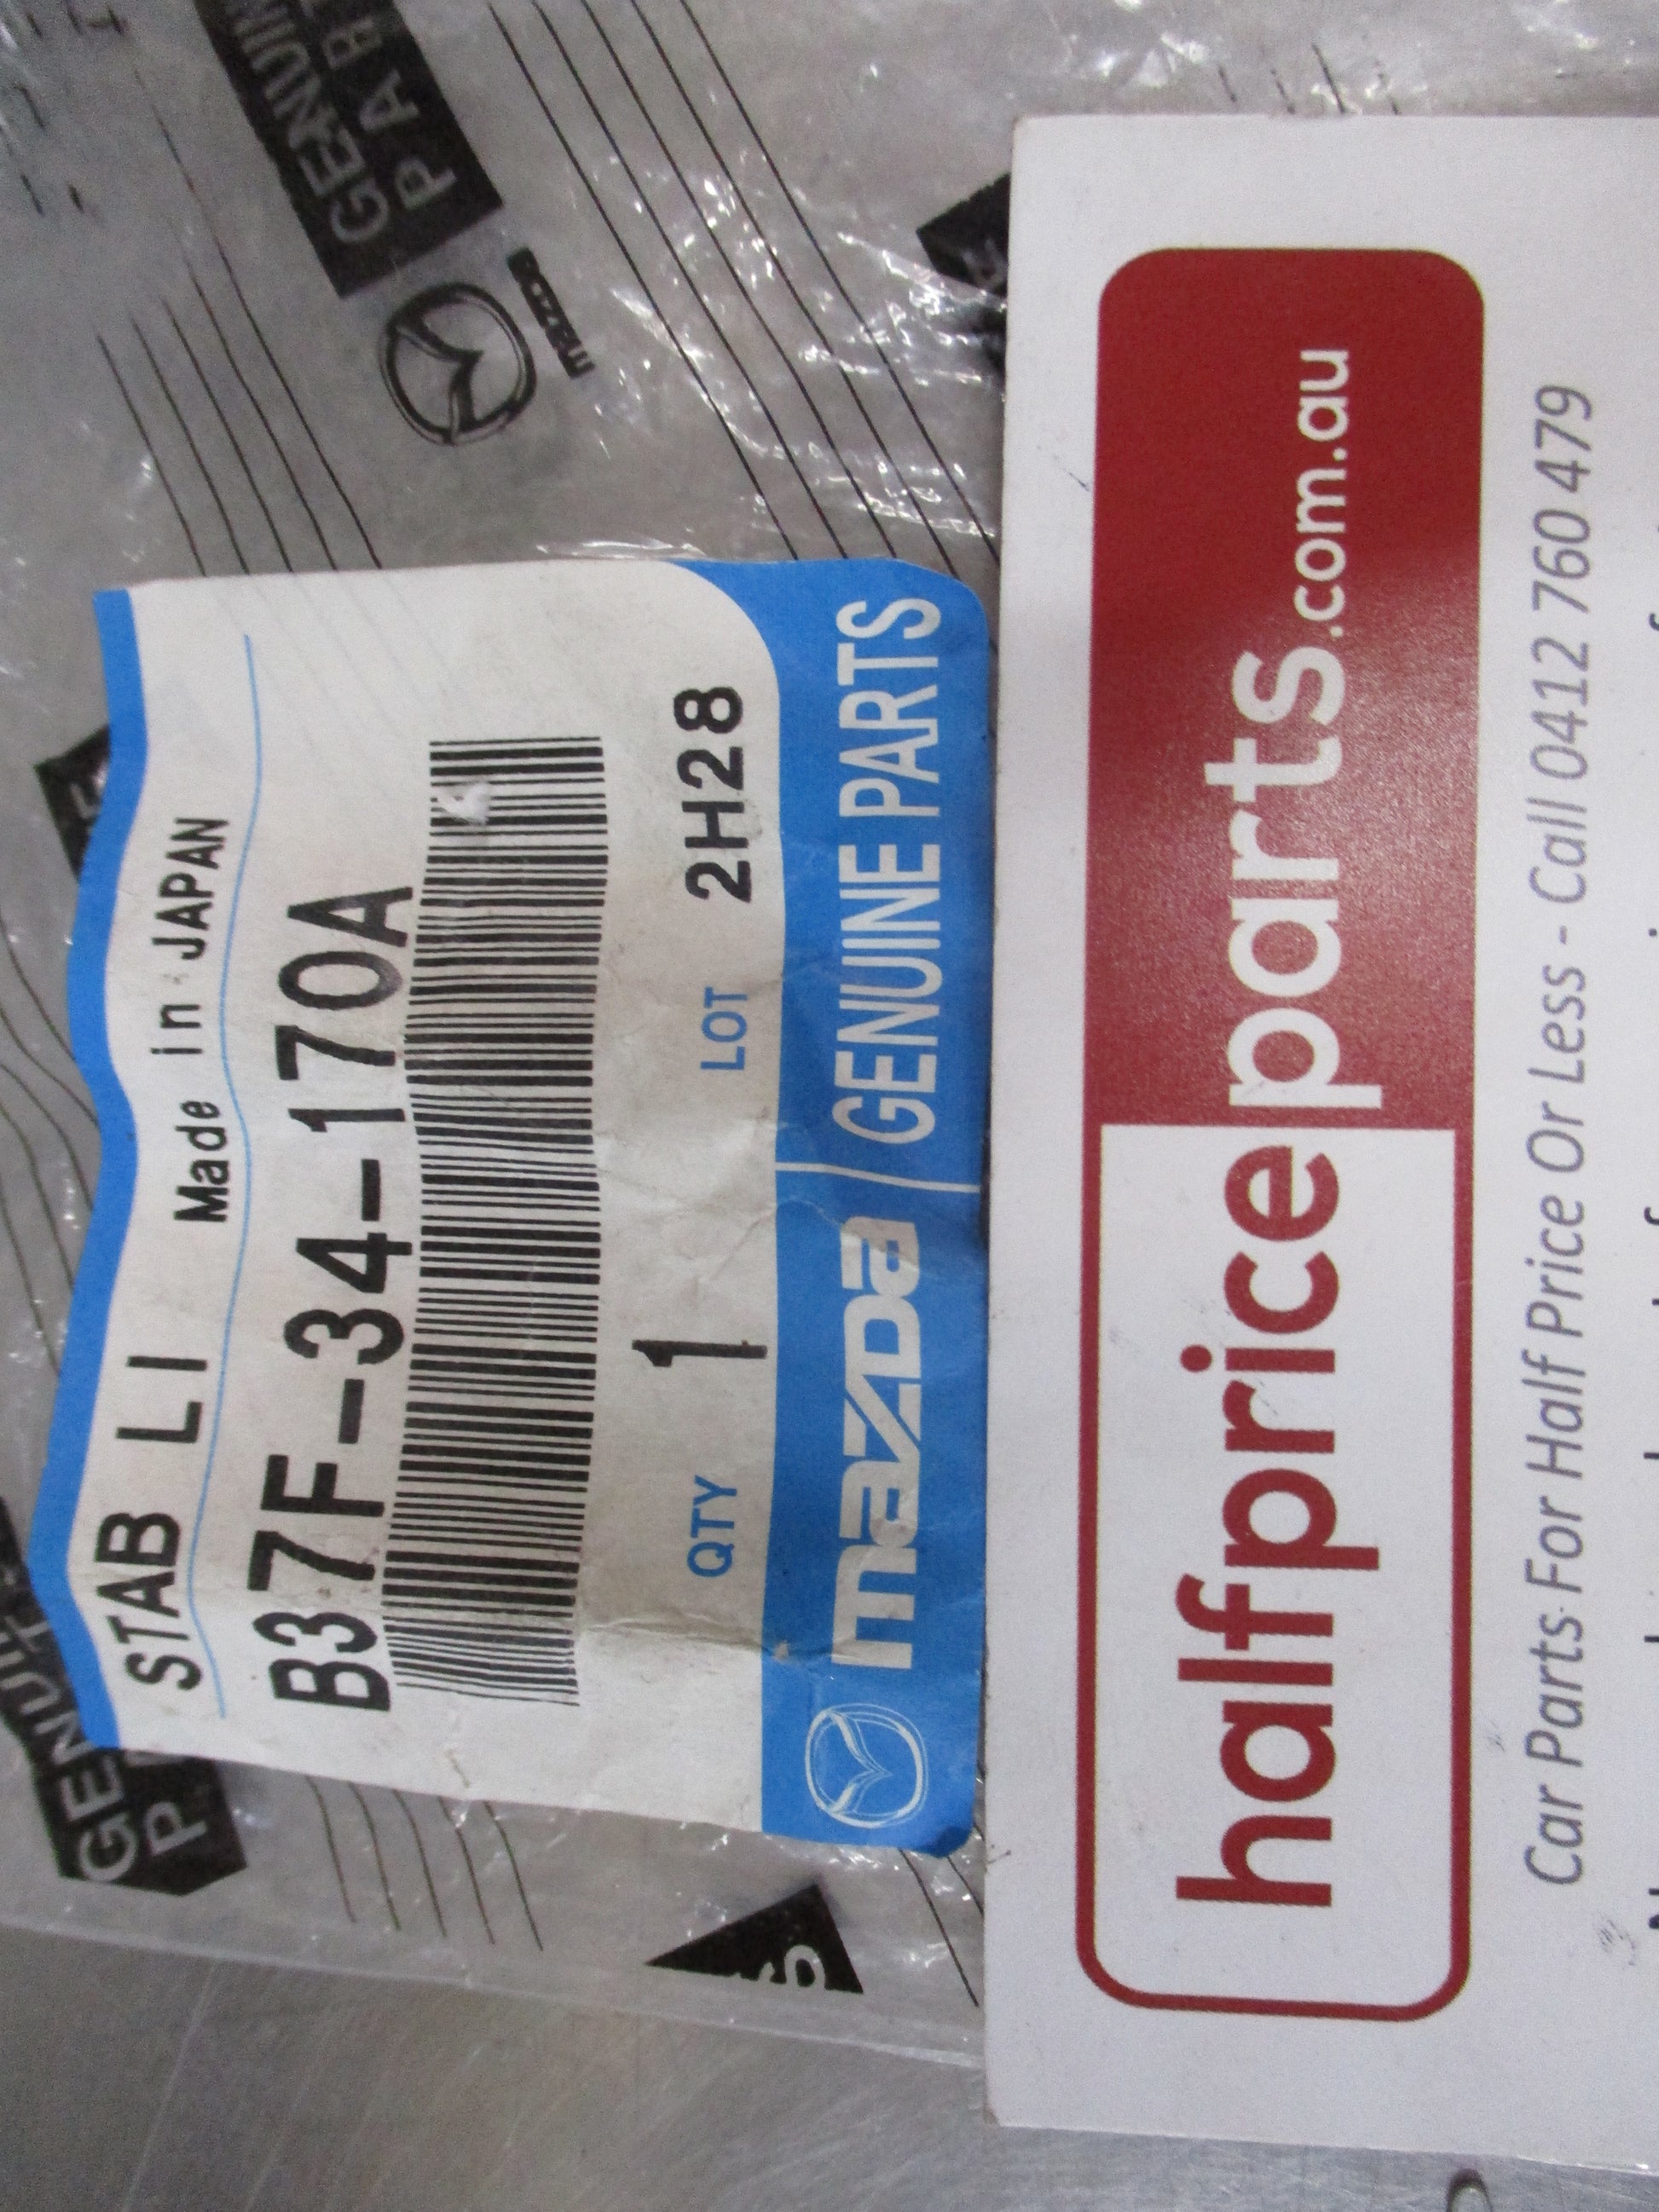 GENUINE
PART
mazda
STAB LI
Made in JAPAN
B37F-34-170A
QTY 1 LOT 2H28
mazda GENUINE PARTS
halfpriceparts.com.au
Car Parts For Half Price Or Less - Call 0412 760 479